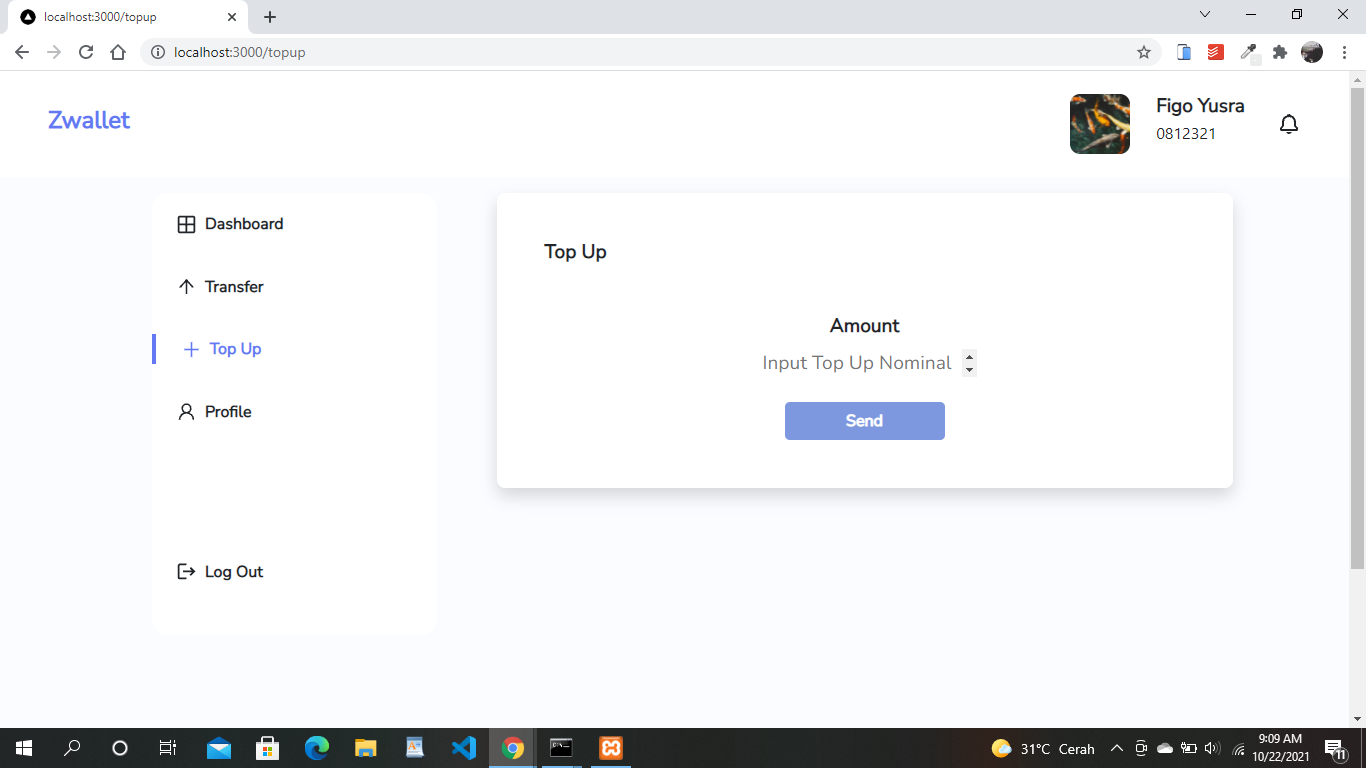 localhost:3000/topup
localhost:3000/topup
Zwallet
Figo Yusra
0812321
Dashboard
Transfer
Top Up
Profile
Log Out
Top Up
Amount
Input Top Up Nominal
Send
31°C Cerah
9:09 AM
10/22/2021
11